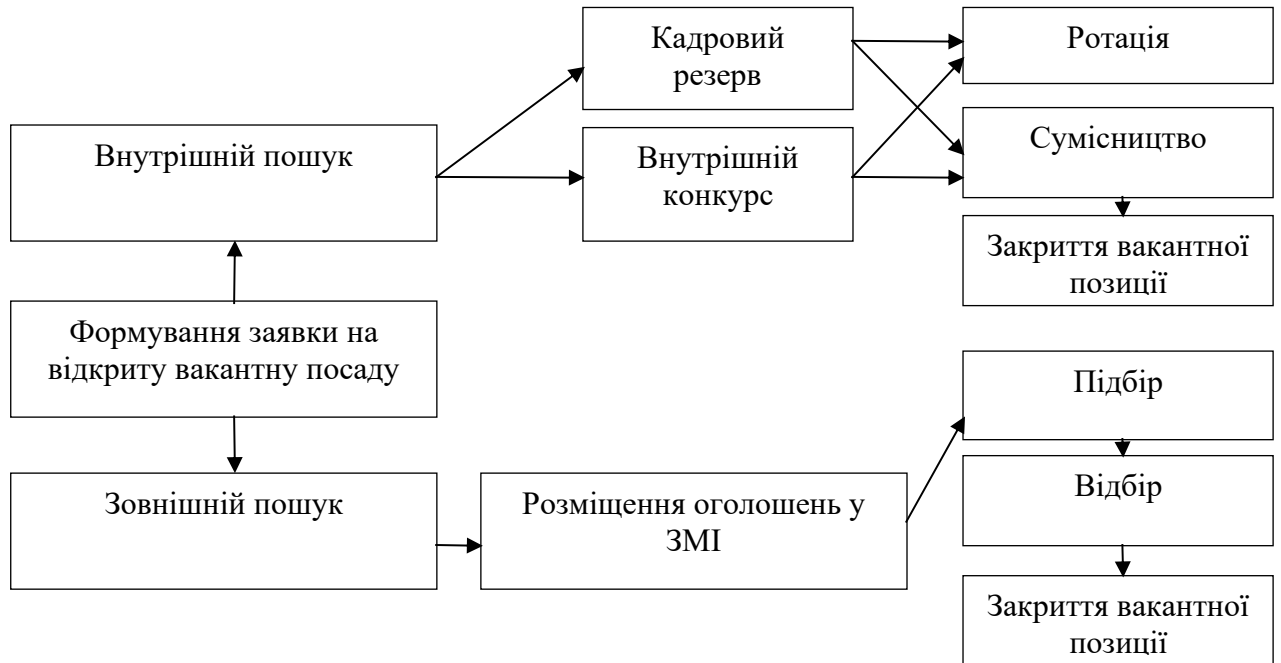 Кадровий
резерв
Ротація
Внутрішній пошук
Внутрішній
конкурс
Сумісництво
Закриття вакантної
позиції
Формування заявки на
відкриту вакантну посаду
Підбір
Зовнішній пошук
Розміщення оголошень у
ЗМІ
Відбір
Закриття вакантної
позиції